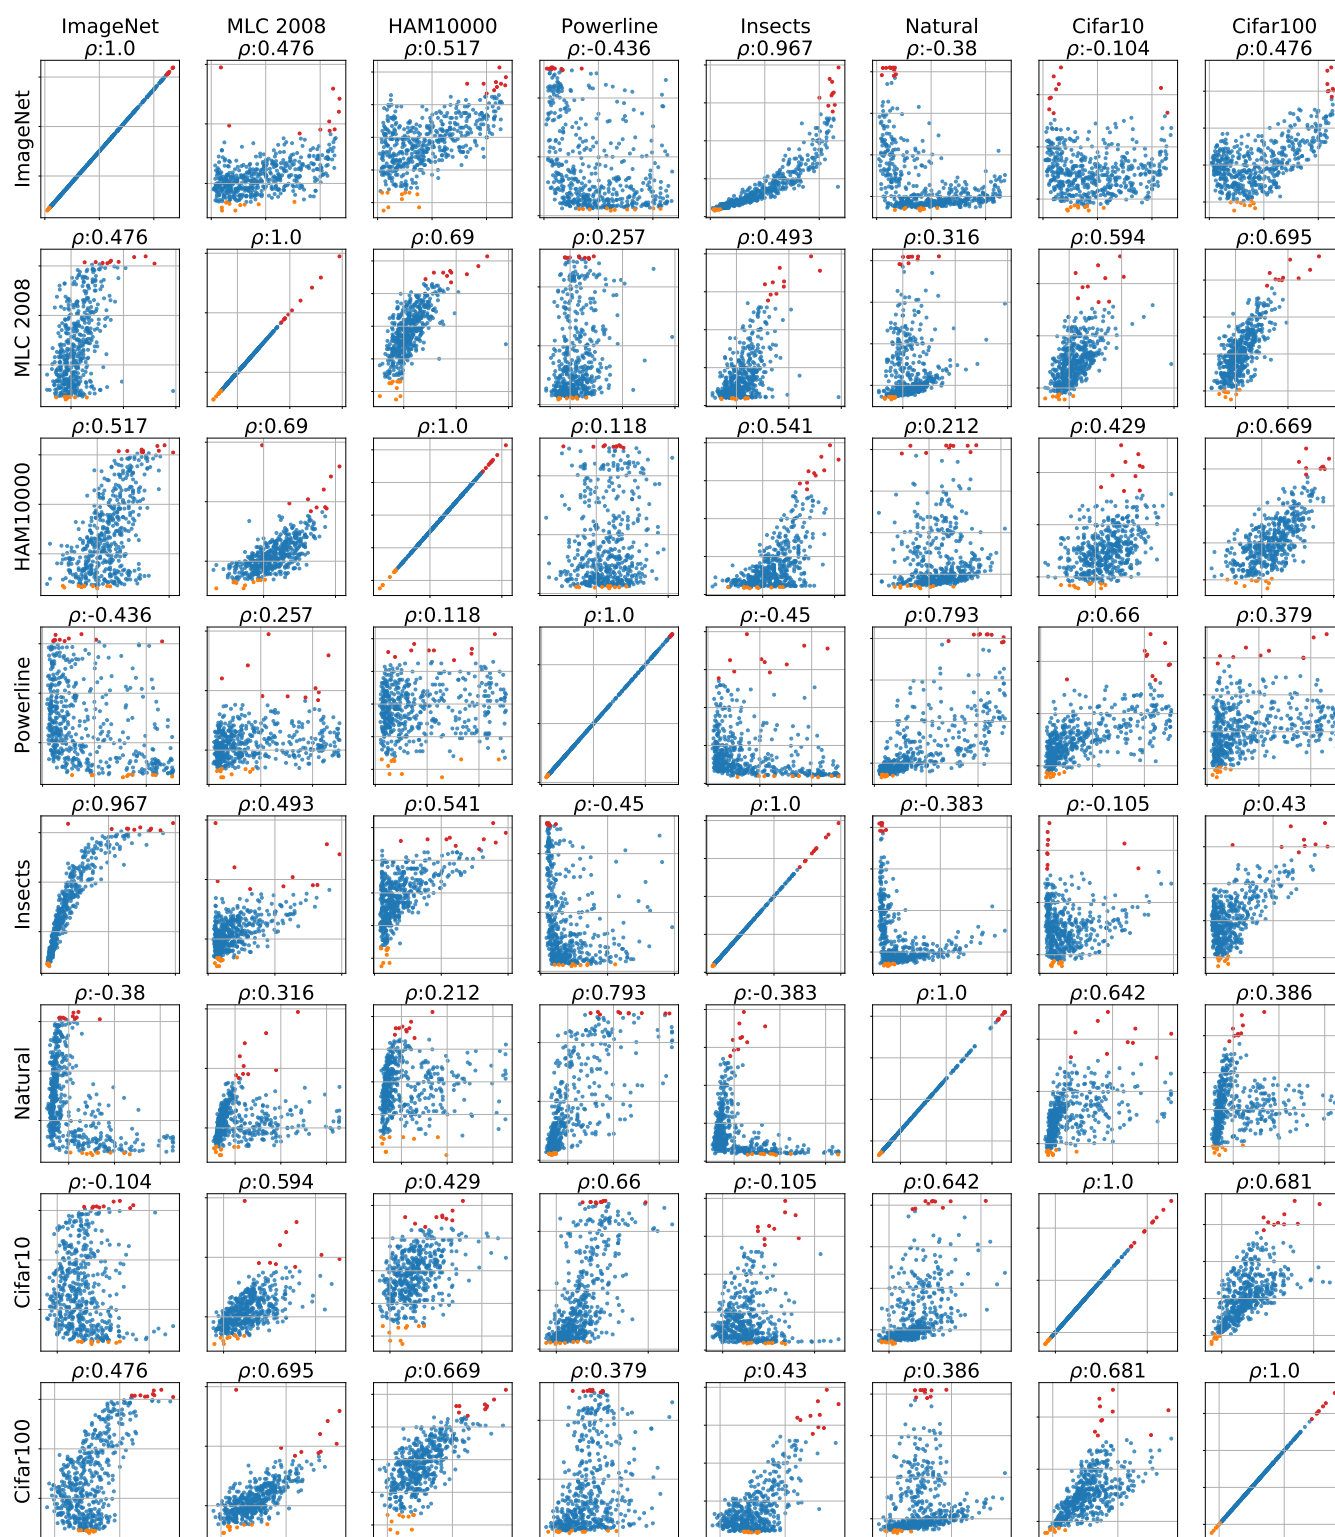 ImageNet MLC 2008 HAM10000 Powerline Insects Natural Cifar10 Cifar100
ρ:1.0 ρ:0.476 ρ:0.517 ρ:-0.436 ρ:0.967 ρ:-0.38 ρ:-0.104 ρ:0.476
ImageNet
ρ:0.476 ρ:1.0 ρ:0.69 ρ:0.257 ρ:0.493 ρ:0.316 ρ:0.594 ρ:0.695
MLC 2008
ρ:0.517 ρ:0.69 ρ:1.0 ρ:0.118 ρ:0.541 ρ:0.212 ρ:0.429 ρ:0.669
HAM10000
ρ:-0.436 ρ:0.257 ρ:0.118 ρ:1.0 ρ:-0.45 ρ:0.793 ρ:0.66 ρ:0.379
Powerline
ρ:0.967 ρ:0.493 ρ:0.541 ρ:-0.45 ρ:1.0 ρ:-0.383 ρ:-0.105 ρ:0.43
Insects
ρ:-0.38 ρ:0.316 ρ:0.212 ρ:0.793 ρ:-0.383 ρ:1.0 ρ:0.642 ρ:0.386
Natural
ρ:-0.104 ρ:0.594 ρ:0.429 ρ:0.66 ρ:-0.105 ρ:0.642 ρ:1.0 ρ:0.681
Cifar10
ρ:0.476 ρ:0.695 ρ:0.669 ρ:0.379 ρ:0.43 ρ:0.386 ρ:0.681 ρ:1.0
Cifar100